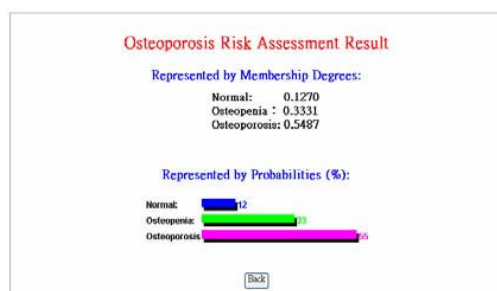 Osteoporosis Risk Assessment Result
Represented by Membership Degrees:
Normal: 0.1270
Osteopenia : 0.3331
Osteoporosis: 0.5487
Represented by Probabilities (%):
Normal: 12
Osteopenia: 33
Osteoporosis 55
Back